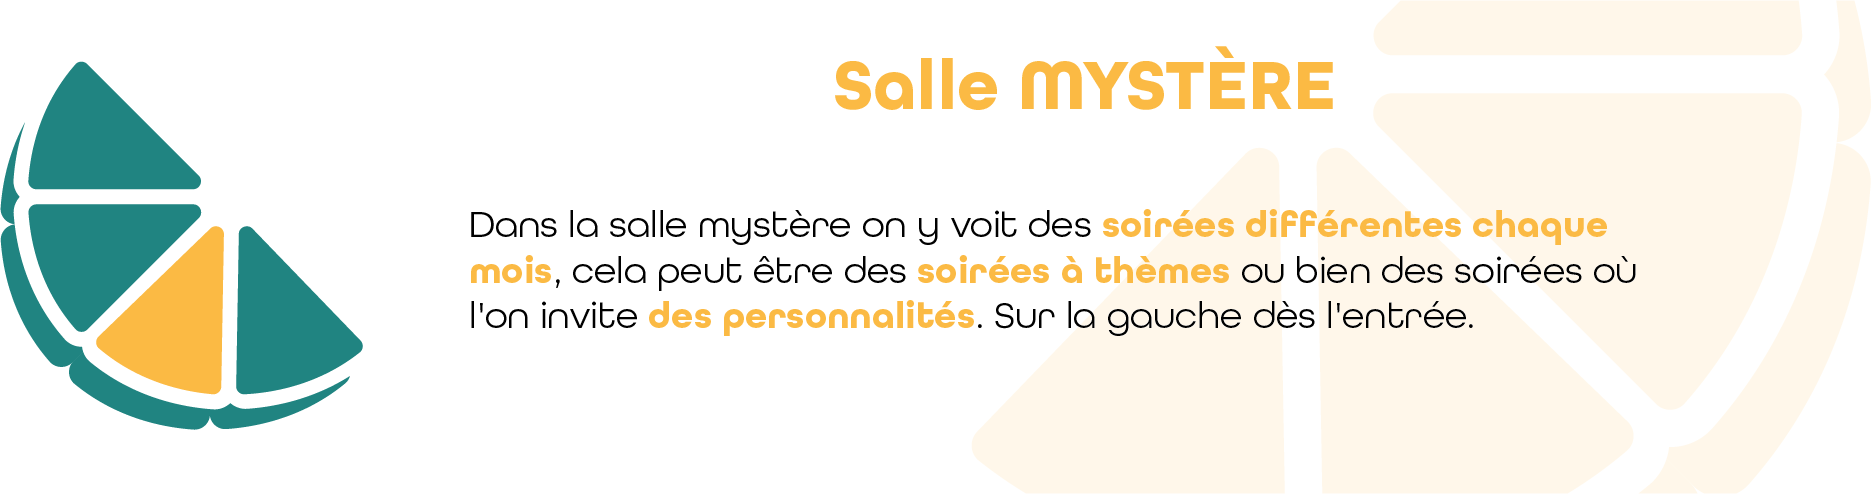 Salle MYSTÈRE
Dans la salle mystère on y voit des soirées différentes chaque
mois, cela peut être des soirées à thèmes ou bien des soirées où
l'on invite des personnalités. Sur la gauche dès l'entrée.